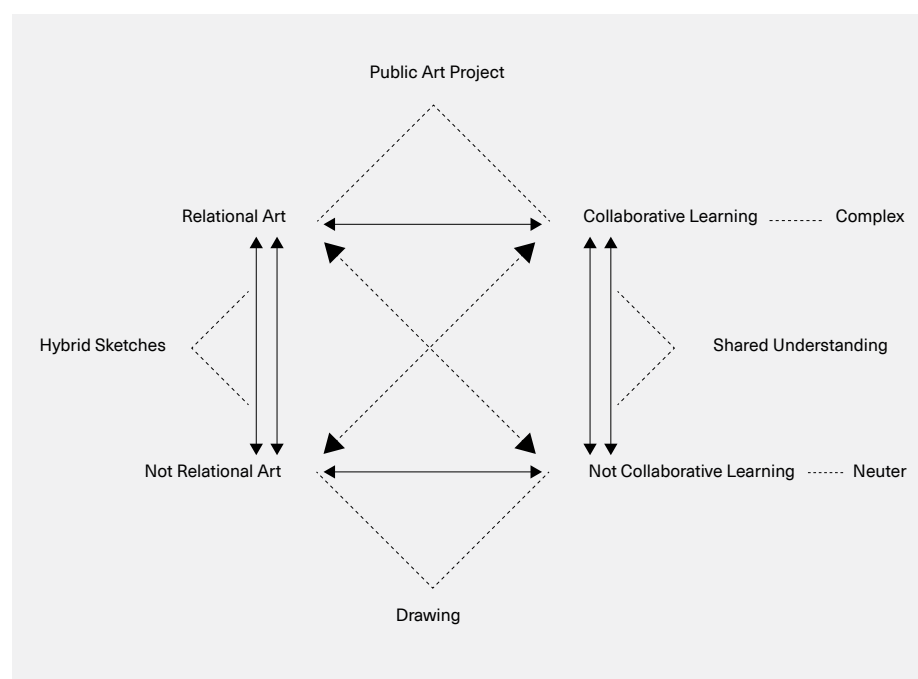 Public Art Project
Relational Art
Collaborative Learning
Complex
Hybrid Sketches
Shared Understanding
Not Relational Art
Not Collaborative Learning
Neuter
Drawing